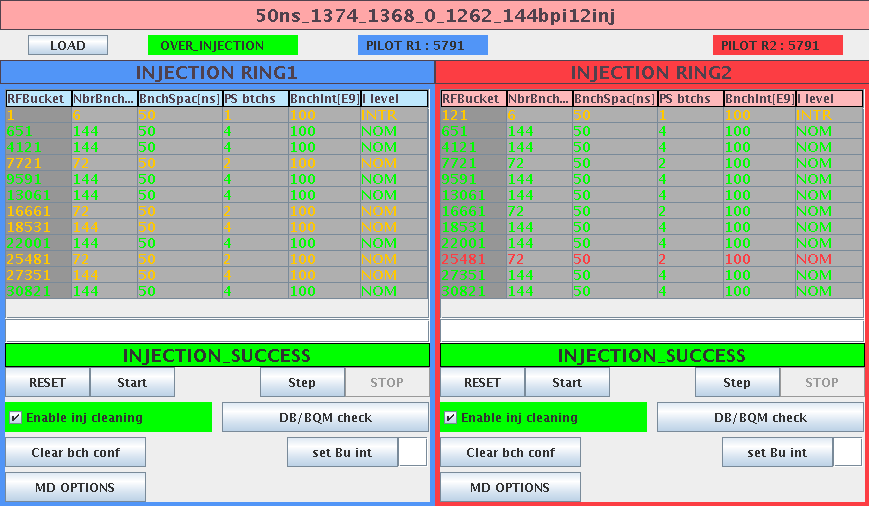 50ns_1374_1368_0_1262_144bpi12inj
LOAD OVER_INJECTION PILOT R1 : 5791 PILOT R2 : 5791
INJECTION RING1 INJECTION RING2
RFBucket NbrBnch... BnchSpac[ns] PS btchs BnchInt[E9] I level RFBucket NbrBnch... BnchSpac[ns] PS btchs BnchInt[E9] I level
1 6 50 1 100 INTR 121 6 50 1 100 INTR
631 144 50 4 100 NOM 631 144 50 4 100 NOM
4121 144 50 4 100 NOM 4121 144 50 4 100 NOM
7721 72 50 2 100 NOM 7721 72 50 2 100 NOM
9591 144 50 4 100 NOM 9591 144 50 4 100 NOM
13061 144 50 4 100 NOM 13061 144 50 4 100 NOM
16661 72 50 2 100 NOM 16661 72 50 2 100 NOM
18531 144 50 4 100 NOM 18531 144 50 4 100 NOM
22001 144 50 4 100 NOM 22001 144 50 4 100 NOM
25481 72 50 2 100 NOM 25481 72 50 2 100 NOM
27351 144 50 4 100 NOM 27351 144 50 4 100 NOM
30821 144 50 4 100 NOM 30821 144 50 4 100 NOM
INJECTION_SUCCESS INJECTION_SUCCESS
RESET Start Step STOP RESET Start Step STOP
Enable inj cleaning DB/BQM check Enable inj cleaning DB/BQM check
Clear bch conf set Bu int Clear bch conf set Bu int
MD OPTIONS MD OPTIONS